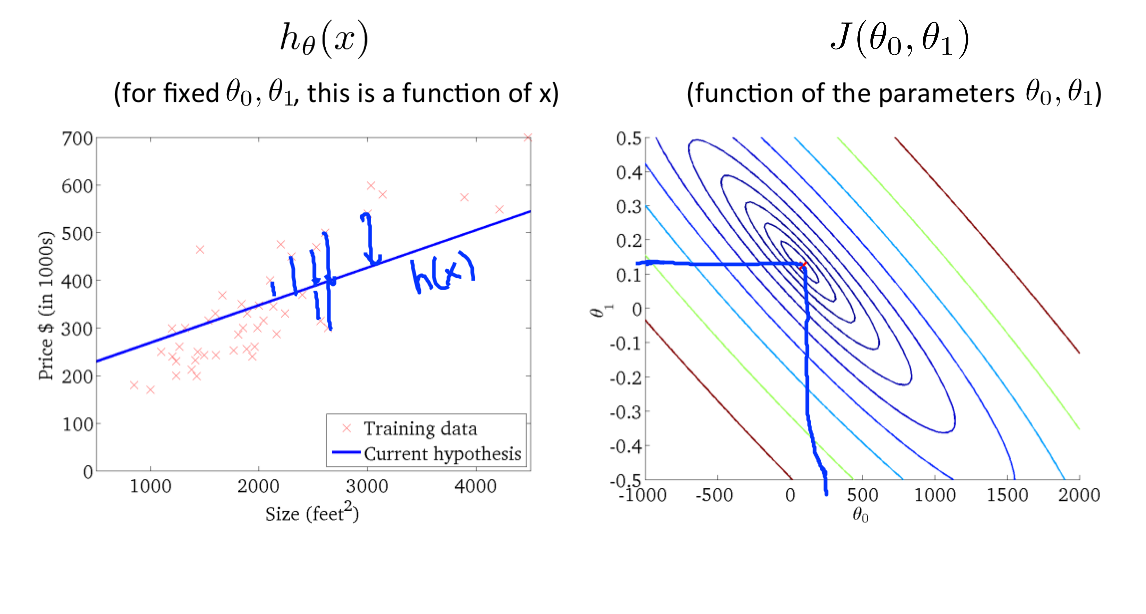 h_θ(x)
(for fixed θ₀, θ₁, this is a function of x)
700
600
500
400
300
200
100
0
Price $ (in 1000s)
1000 2000 3000 4000
Size (feet²)
h(x)
Training data
Current hypothesis
J(θ₀, θ₁)
(function of the parameters θ₀, θ₁)
0.5
0.4
0.3
0.2
0.1
0
-0.1
-0.2
-0.3
-0.4
-0.5
θ₁
-1000 -500 0 500 1000 1500 2000
θ₀